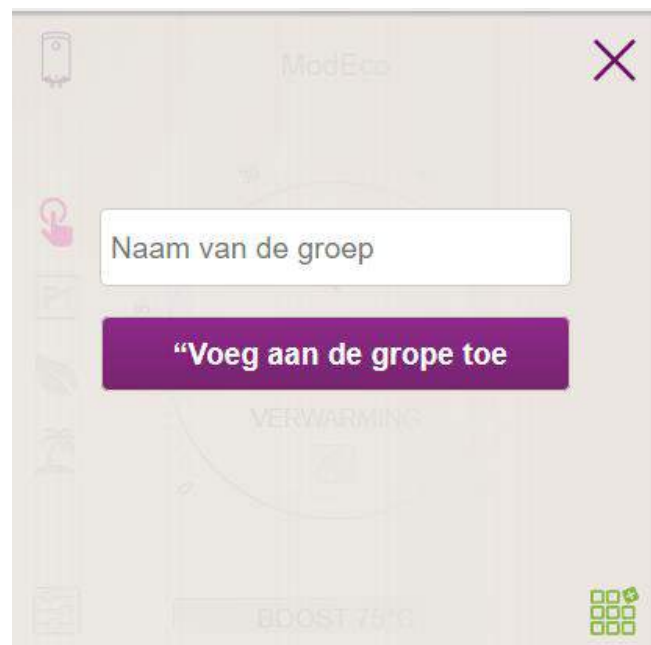 ModEco
Naam van de groep
“Voeg aan de grope toe
VERWARMING
BOOST 75°C